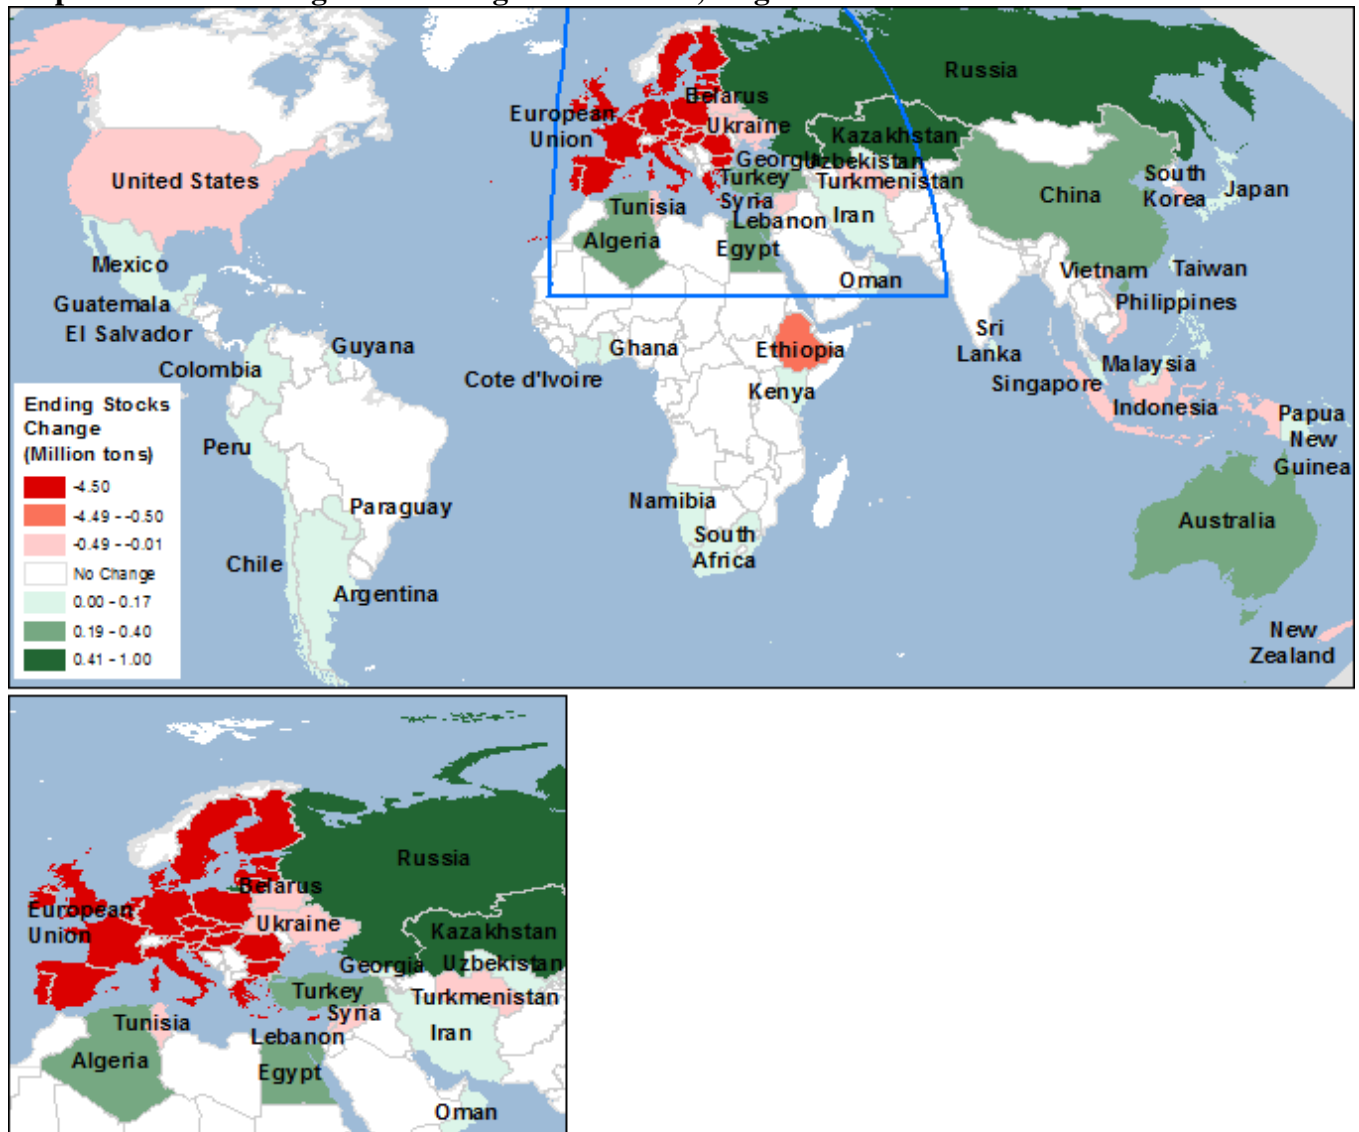 Russia
Belarus
European
Union
Ukraine
Kazakhstan
Georgia
Uzbekistan
Turkey
Turkmenistan
United States
South
Korea
Japan
China
Tunisia
Syria
Lebanon
Iran
Algeria
Egypt
Mexico
Vietnam
Taiwan
Oman
Guatemala
Philippines
El Salvador
Sri
Lanka
Guyana
Ghana
Ethiopia
Colombia
Malaysia
Cote d'Ivoire
Kenya
Singapore
Indonesia
Papua
New
Guinea
Ending Stocks
Change
(Million tons)
-4.50
-4.49 - -0.50
-0.49 - -0.01
No Change
0.00 - 0.17
0.19 - 0.40
0.41 - 1.00
Peru
Paraguay
Namibia
South
Africa
Australia
Chile
Argentina
New
Zealand
Russia
Belarus
European
Union
Ukraine
Kazakhstan
Georgia
Uzbekistan
Turkey
Turkmenistan
Syria
Tunisia
Lebanon
Iran
Algeria
Egypt
Oman